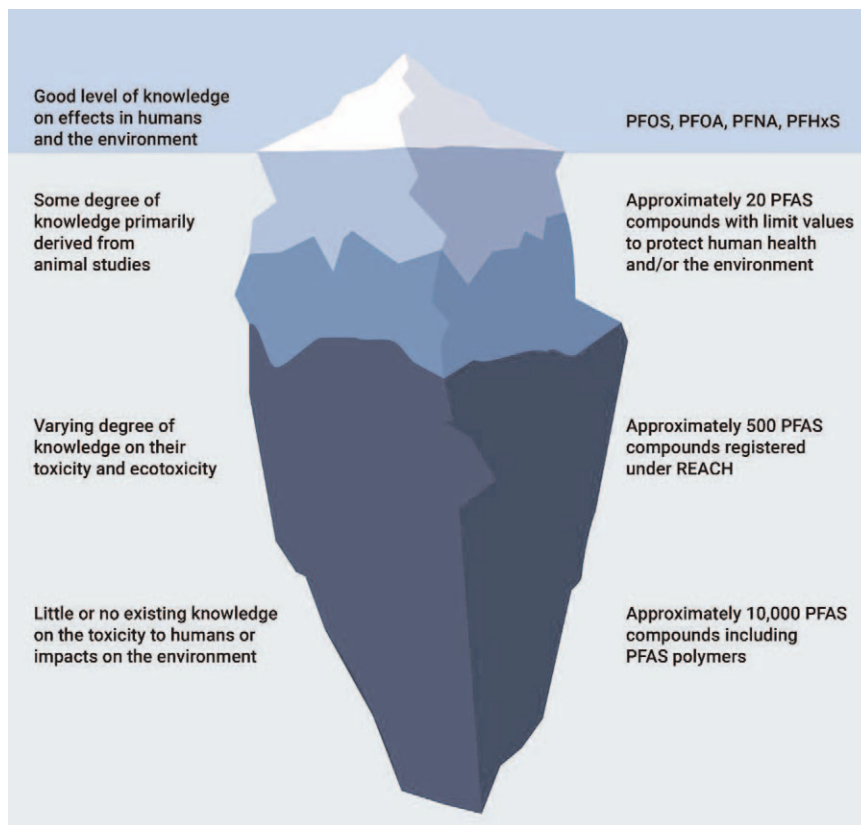 Good level of knowledge
on effects in humans
and the environment
PFOS, PFOA, PFNA, PFHxS
Some degree of
knowledge primarily
derived from
animal studies
Approximately 20 PFAS
compounds with limit values
to protect human health
and/or the environment
Varying degree of
knowledge on their
toxicity and ecotoxicity
Approximately 500 PFAS
compounds registered
under REACH
Little or no existing knowledge
on the toxicity to humans or
impacts on the environment
Approximately 10,000 PFAS
compounds including
PFAS polymers